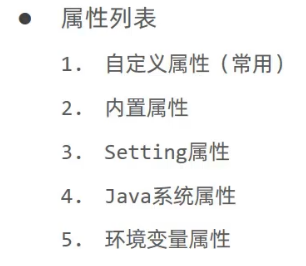 ● 属性列表
1. 自定义属性（常用）
2. 内置属性
3. Setting属性
4. Java系统属性
5. 环境变量属性